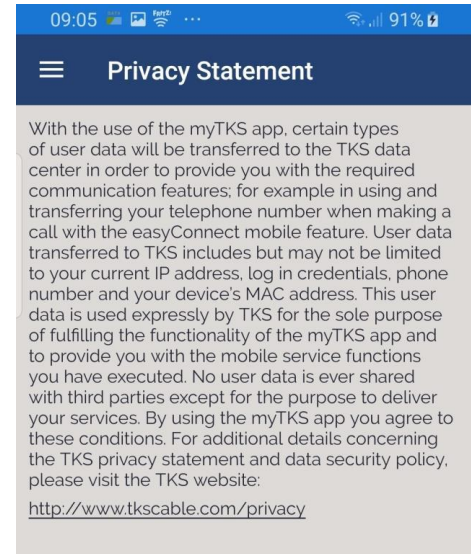 09:05 ... 91%
Privacy Statement
With the use of the myTKS app, certain types
of user data will be transferred to the TKS data
center in order to provide you with the required
communication features; for example in using and
transferring your telephone number when making a
call with the easyConnect mobile feature. User data
transferred to TKS includes but may not be limited
to your current IP address, log in credentials, phone
number and your device's MAC address. This user
data is used expressly by TKS for the sole purpose
of fulfilling the functionality of the myTKS app and
to provide you with the mobile service functions
you have executed. No user data is ever shared
with third parties except for the purpose to deliver
your services. By using the myTKS app you agree to
these conditions. For additional details concerning
the TKS privacy statement and data security policy,
please visit the TKS website:
http://www.tkscable.com/privacy